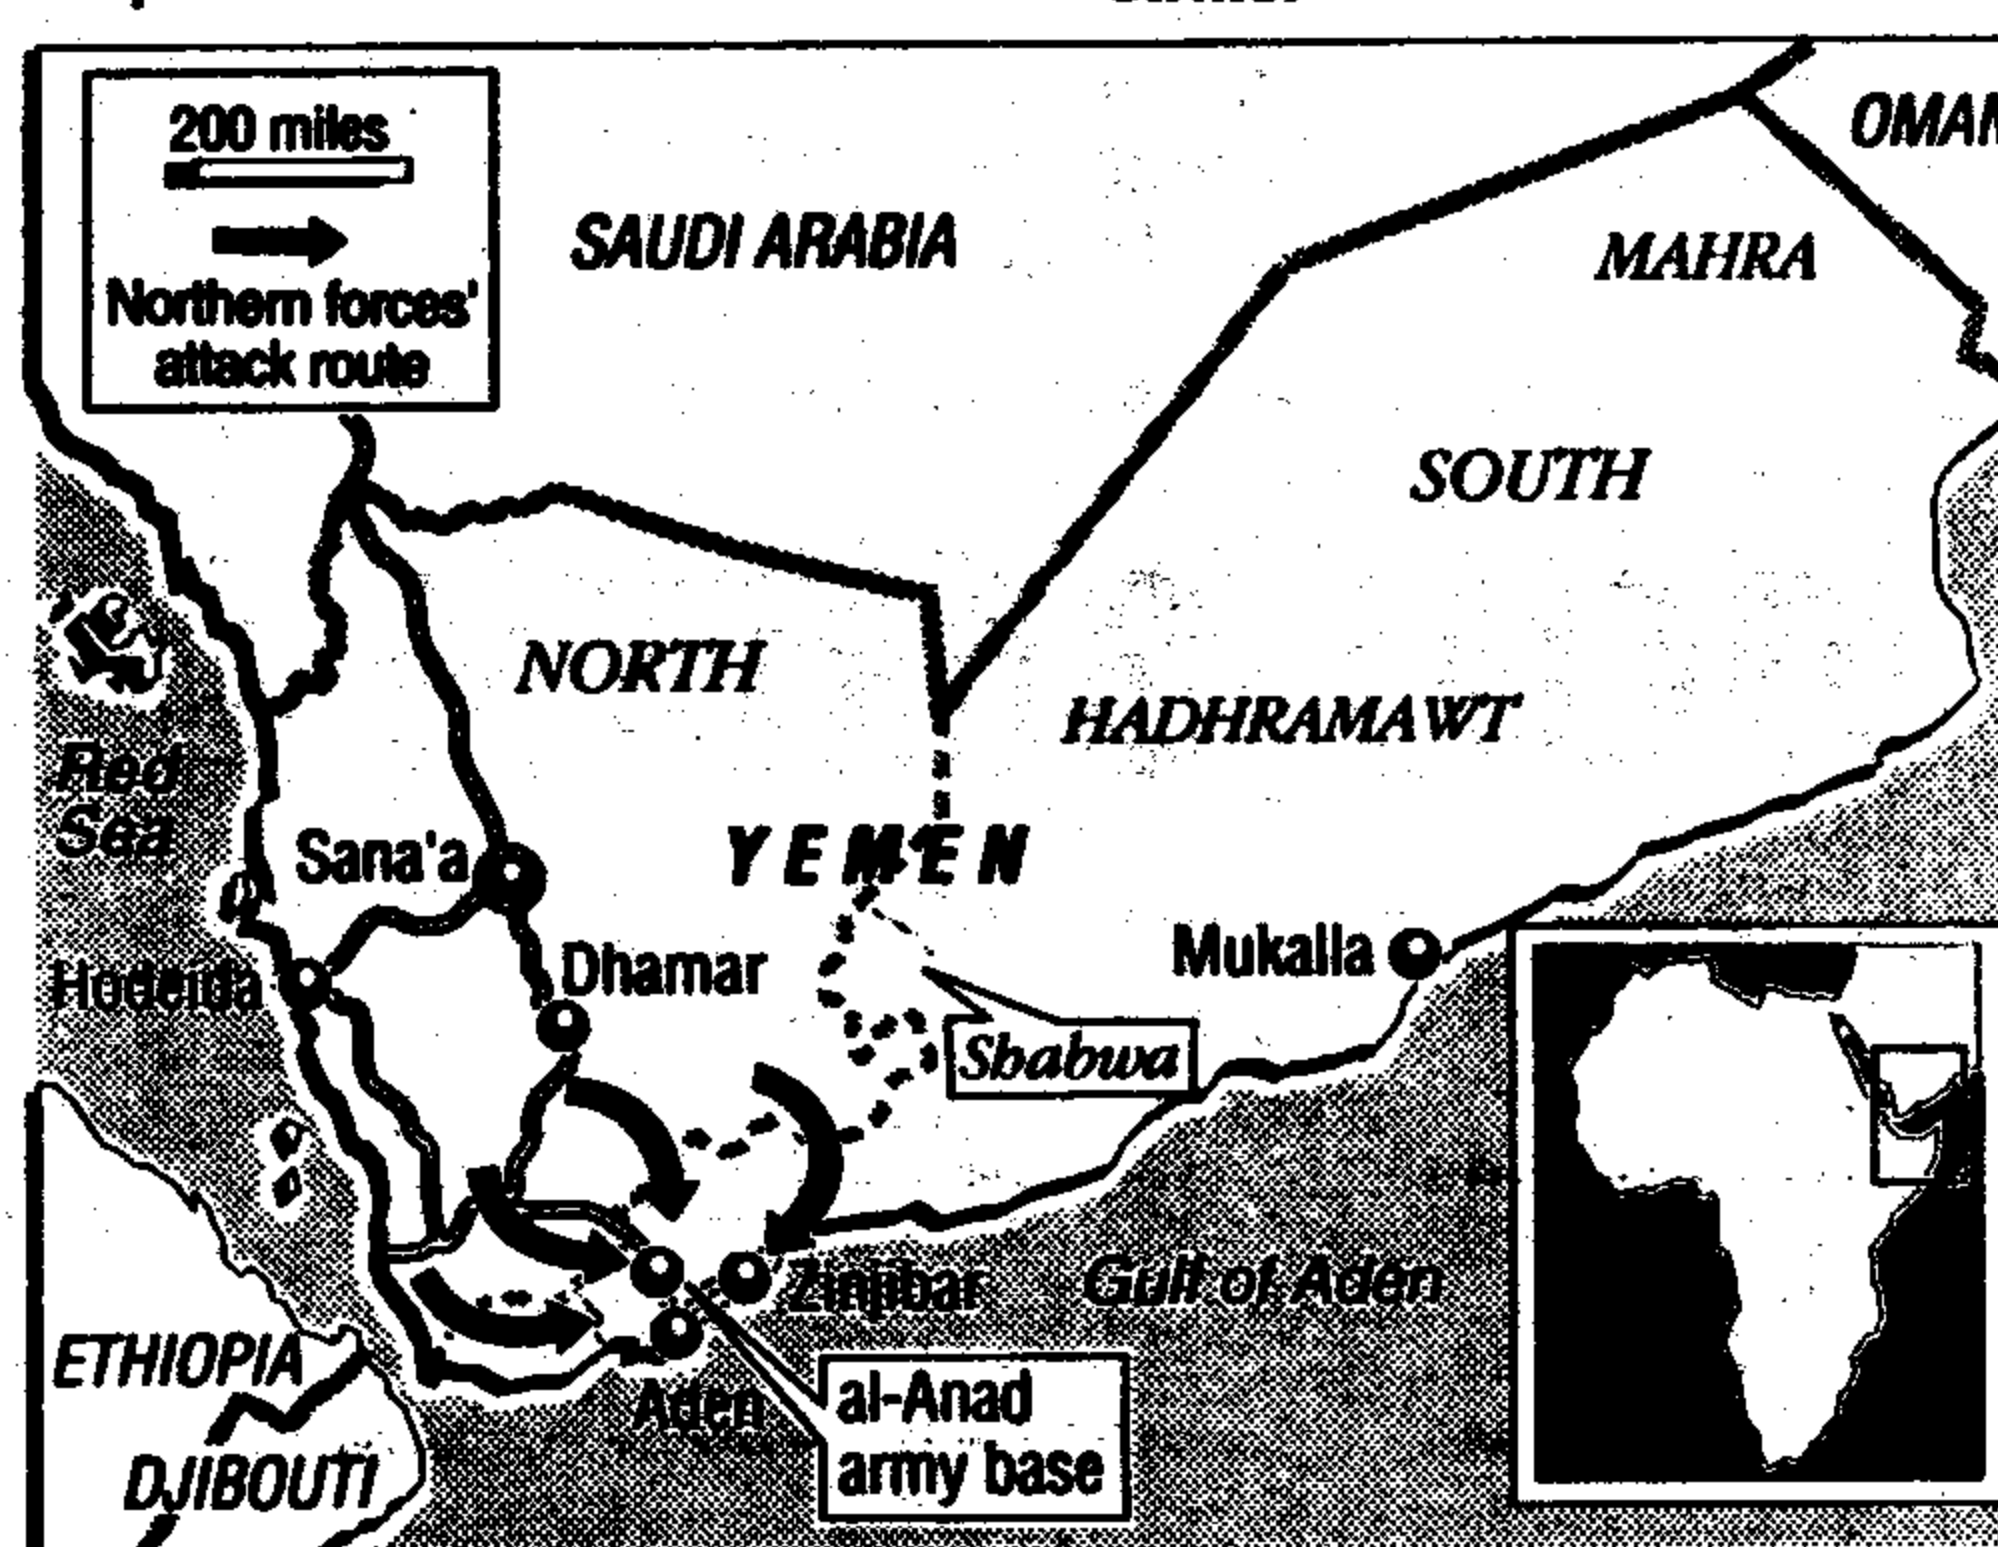 200 miles
Northern forces'
attack route
OMAN
SAUDI ARABIA
MAHRA
SOUTH
NORTH
HADHRAMAWT
Red
Sea
YEMEN
Sana'a
Mukalla
Hodeida
Dhamar
Shabwa
Zinjibar
Gulf of Aden
ETHIOPIA
Aden
al-Anad
army base
DJIBOUTI